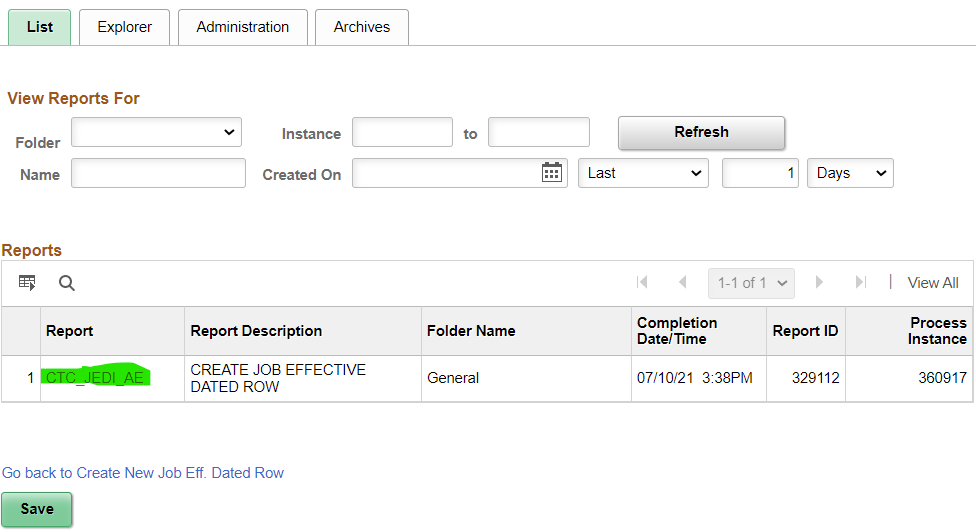 List Explorer Administration Archives
View Reports For
Folder Instance to Refresh
Name Created On Last 1 Days
Reports
1-1 of 1 | View All
Report Report Description Folder Name Completion Date/Time Report ID Process Instance
1 CTC_JEDI_AE CREATE JOB EFFECTIVE DATED ROW General 07/10/21 3:38PM 329112 360917
Go back to Create New Job Eff. Dated Row
Save